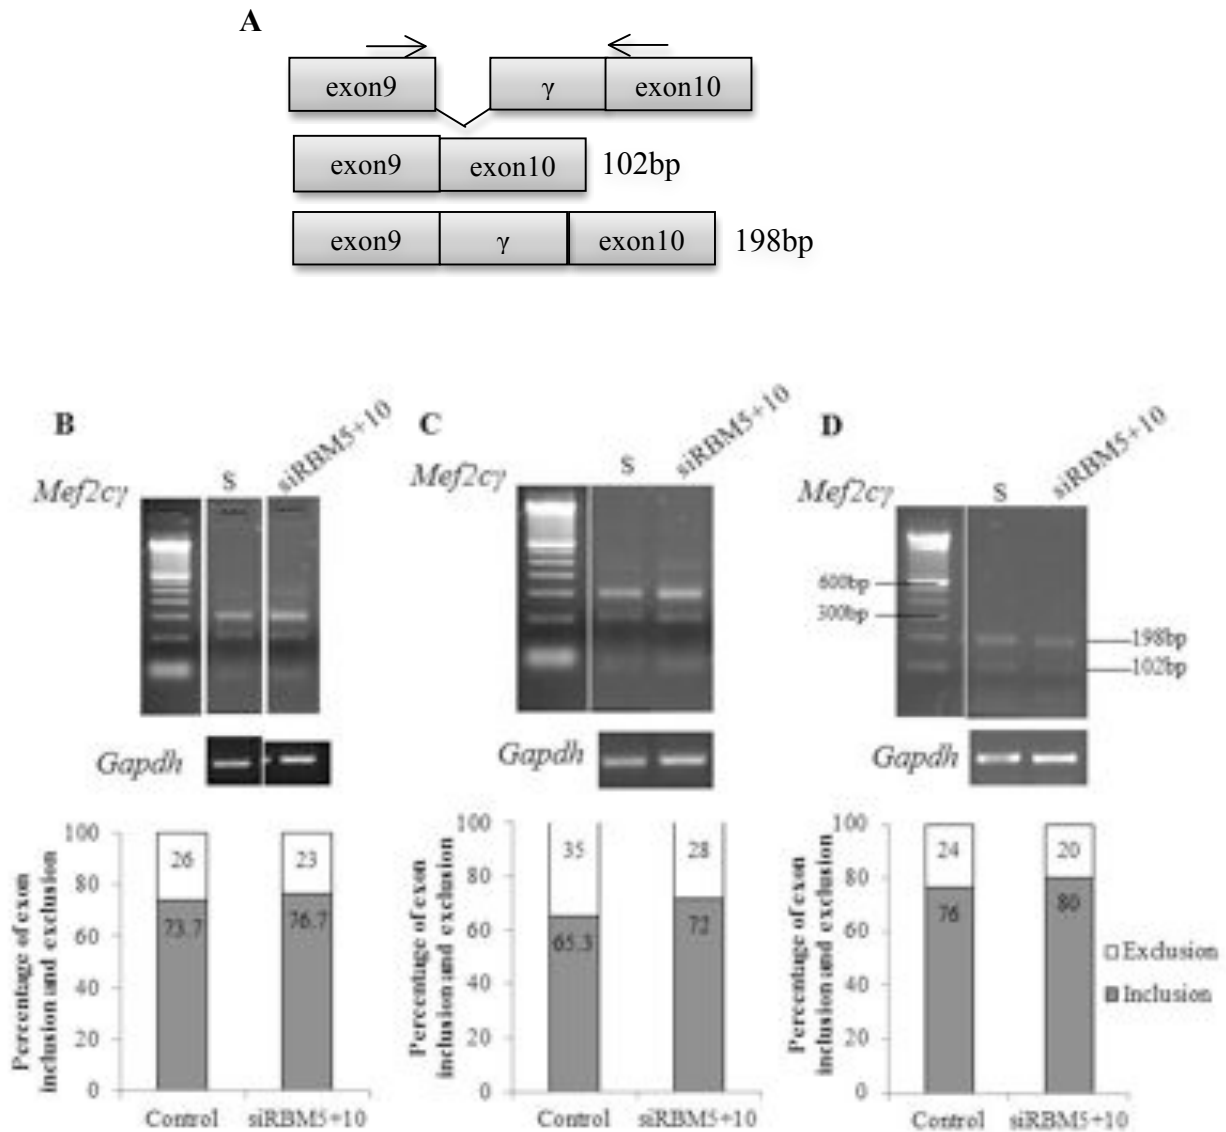 A
exon9
γ
exon10
exon9
exon10
102bp
exon9
γ
exon10
198bp
B
Mef2cγ
S
siRBM5+10
Gapdh
Percentage of exon
inclusion and exclusion
100
80
60
40
20
0
26
73.7
23
76.7
Control
siRBM5+10
C
Mef2cγ
S
siRBM5+10
Gapdh
Percentage of exon
inclusion and exclusion
100
80
60
40
20
0
35
65.3
28
72
Control
siRBM5+10
D
Mef2cγ
S
siRBM5+10
600bp
300bp
198bp
102bp
Gapdh
Percentage of exon
inclusion and exclusion
100
80
60
40
20
0
24
76
20
80
Control
siRBM5+10
Exclusion
Inclusion